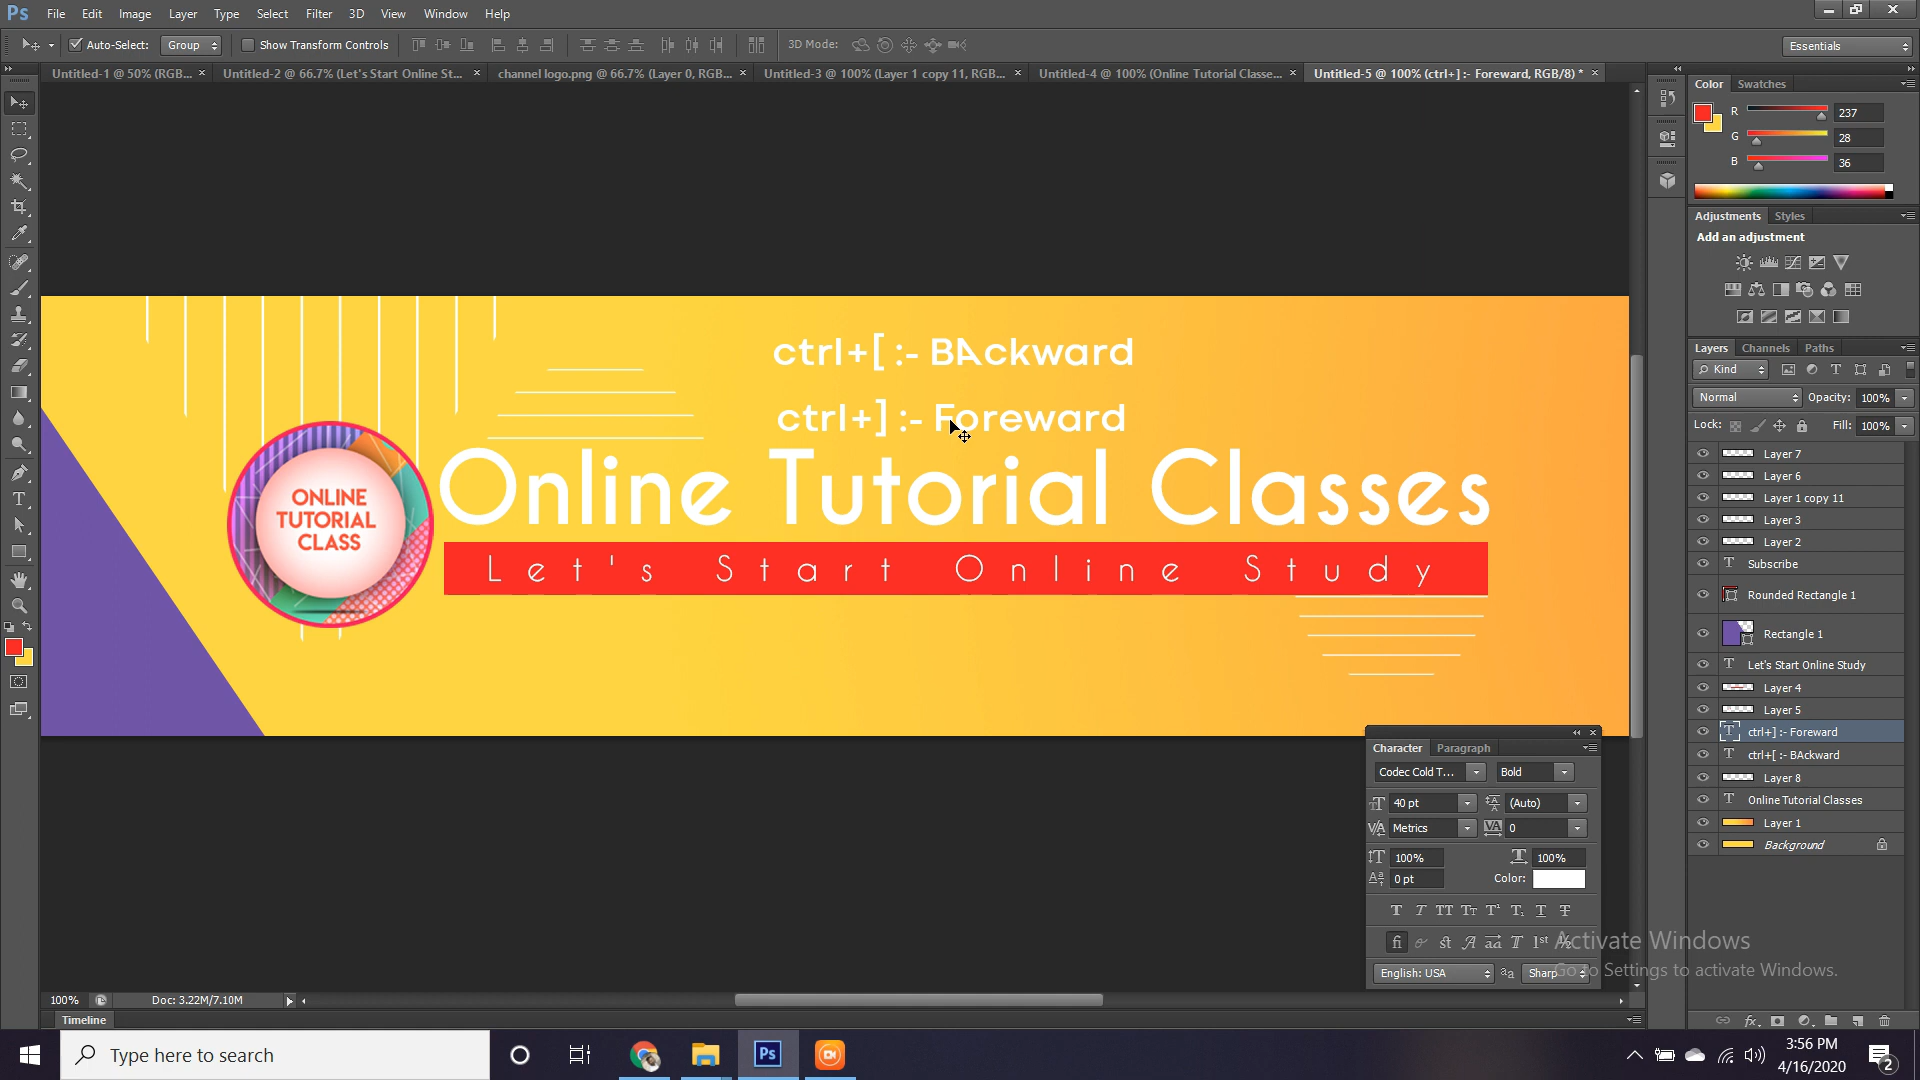 Ps File Edit Image Layer Type Select Filter 3D View Window Help
Auto-Select: Group Show Transform Controls 3D Mode: Essentials
Untitled-1 @ 50% (RGB... × Untitled-2 @ 66.7% (Let's Start Online St... × channel logo.png @ 66.7% (Layer 0, RGB... × Untitled-3 @ 100% (Layer 1 copy 11, RGB... × Untitled-4 @ 100% (Online Tutorial Classe... × Untitled-5 @ 100% (ctrl+] :- Foreward, RGB/8) * ×
ctrl+[ :- BAckward
ctrl+] :- Foreward
Online Tutorial Classes
Let's Start Online Study
ONLINE
TUTORIAL
CLASS
Color Swatches
R 237
G 28
B 36
Adjustments Styles
Add an adjustment
Layers Channels Paths
Kind
Normal Opacity: 100%
Lock: Fill: 100%
Layer 7
Layer 6
Layer 1 copy 11
Layer 3
Layer 2
Subscribe
Rounded Rectangle 1
Rectangle 1
Let's Start Online Study
Layer 4
Layer 5
ctrl+] :- Foreward
ctrl+[ :- BAckward
Layer 8
Online Tutorial Classes
Layer 1
Background
Character Paragraph
Codec Cold T... Bold
40 pt (Auto)
Metrics 0
100% 100%
0 pt Color:
English: USA Sharp
Activate Windows
Go to Settings to activate Windows.
100% Doc: 3.22M/7.10M
Timeline
Type here to search
Ps
3:56 PM
4/16/2020
2